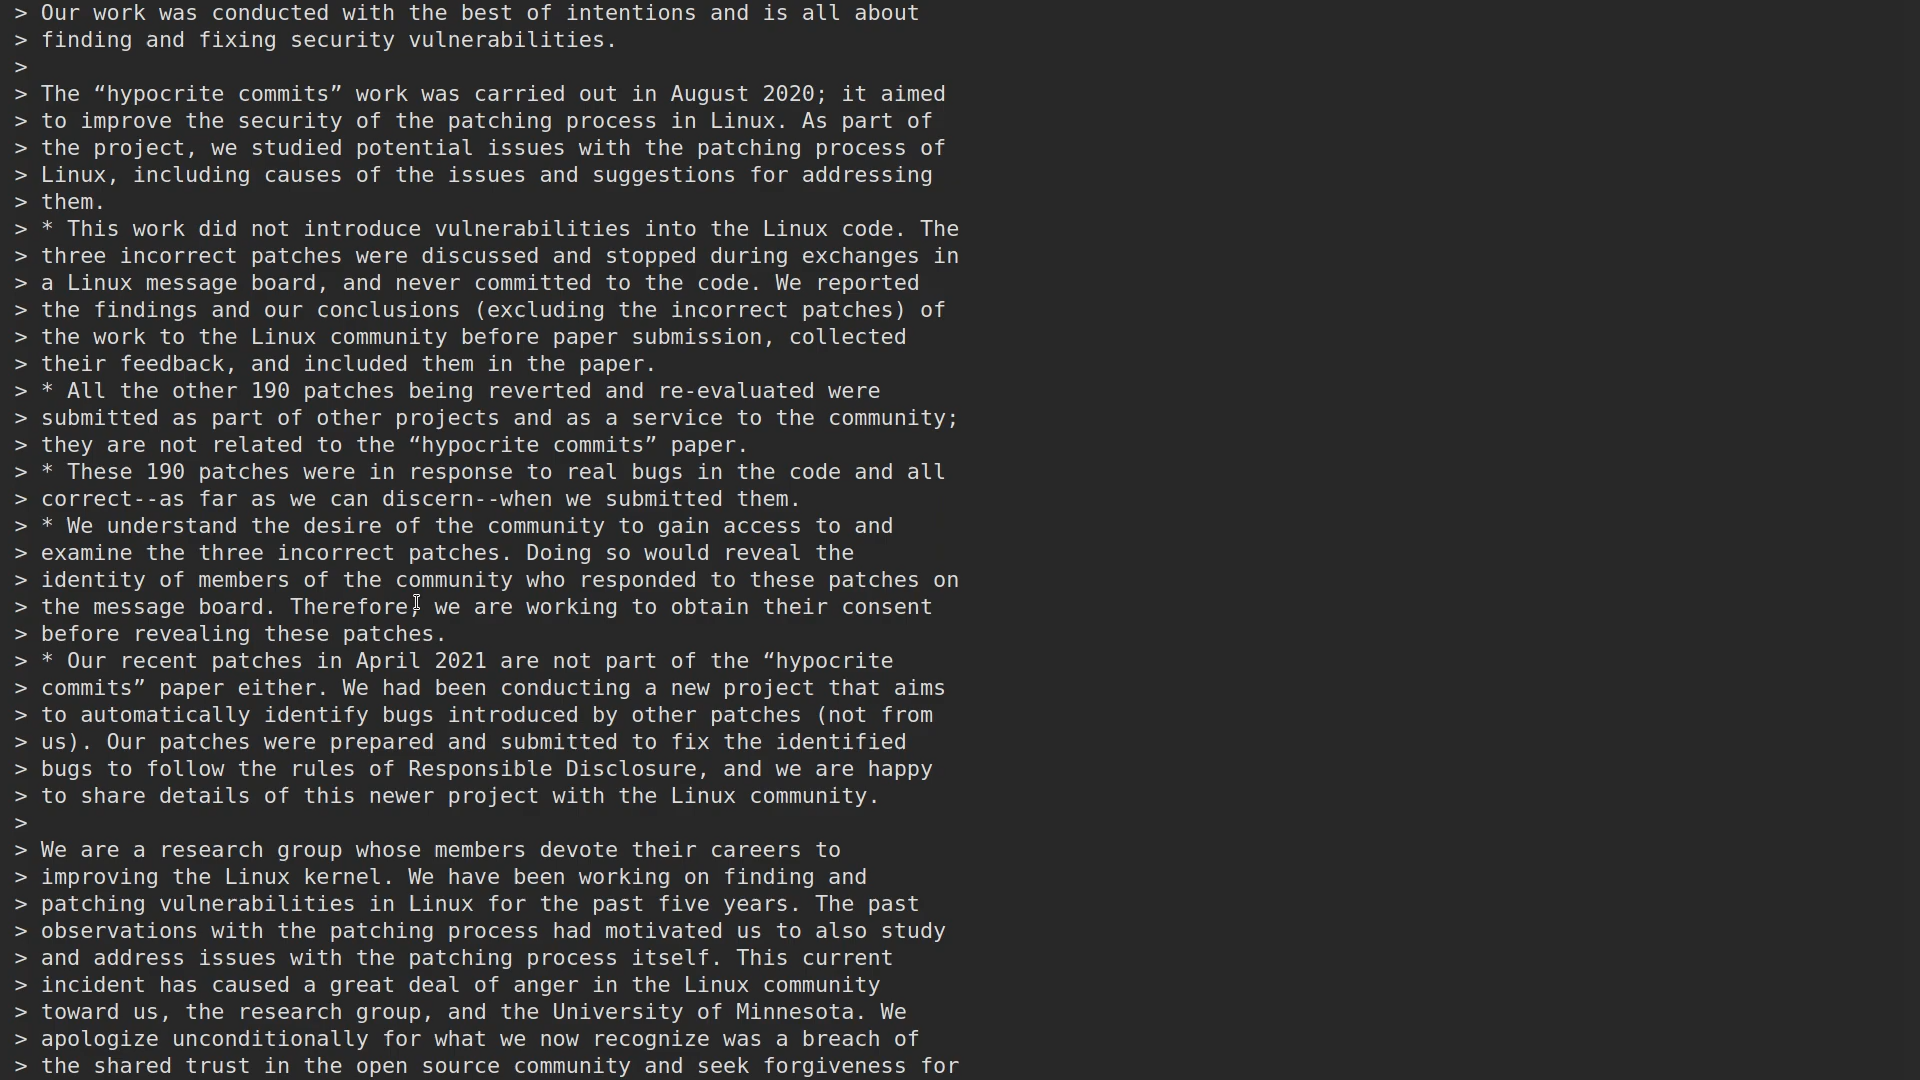 > Our work was conducted with the best of intentions and is all about
> finding and fixing security vulnerabilities.
>
> The “hypocrite commits” work was carried out in August 2020; it aimed
> to improve the security of the patching process in Linux. As part of
> the project, we studied potential issues with the patching process of
> Linux, including causes of the issues and suggestions for addressing
> them.
> * This work did not introduce vulnerabilities into the Linux code. The
> three incorrect patches were discussed and stopped during exchanges in
> a Linux message board, and never committed to the code. We reported
> the findings and our conclusions (excluding the incorrect patches) of
> the work to the Linux community before paper submission, collected
> their feedback, and included them in the paper.
> * All the other 190 patches being reverted and re-evaluated were
> submitted as part of other projects and as a service to the community;
> they are not related to the “hypocrite commits” paper.
> * These 190 patches were in response to real bugs in the code and all
> correct--as far as we can discern--when we submitted them.
> * We understand the desire of the community to gain access to and
> examine the three incorrect patches. Doing so would reveal the
> identity of members of the community who responded to these patches on
> the message board. Therefore, we are working to obtain their consent
> before revealing these patches.
> * Our recent patches in April 2021 are not part of the “hypocrite
> commits” paper either. We had been conducting a new project that aims
> to automatically identify bugs introduced by other patches (not from
> us). Our patches were prepared and submitted to fix the identified
> bugs to follow the rules of Responsible Disclosure, and we are happy
> to share details of this newer project with the Linux community.
>
> We are a research group whose members devote their careers to
> improving the Linux kernel. We have been working on finding and
> patching vulnerabilities in Linux for the past five years. The past
> observations with the patching process had motivated us to also study
> and address issues with the patching process itself. This current
> incident has caused a great deal of anger in the Linux community
> toward us, the research group, and the University of Minnesota. We
> apologize unconditionally for what we now recognize was a breach of
> the shared trust in the open source community and seek forgiveness for